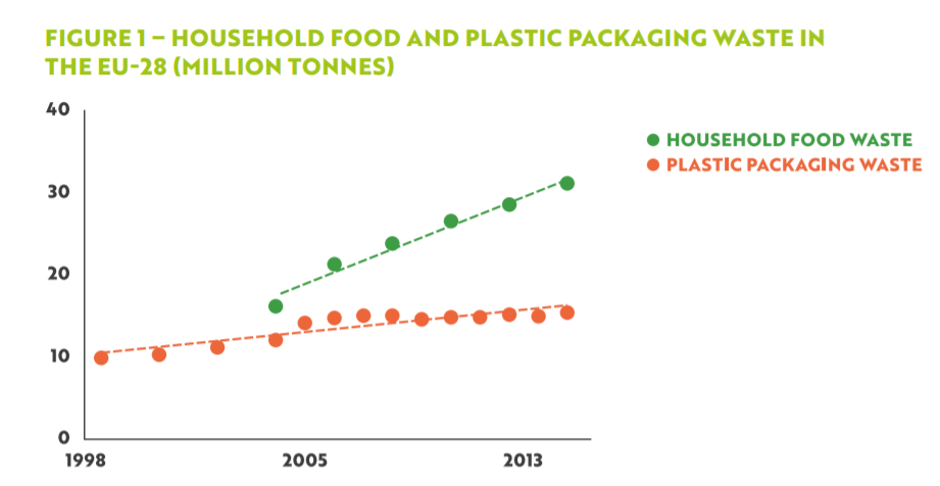 FIGURE 1 – HOUSEHOLD FOOD AND PLASTIC PACKAGING WASTE IN
THE EU-28 (MILLION TONNES)
40
HOUSEHOLD FOOD WASTE
PLASTIC PACKAGING WASTE
30
20
10
0
1998 2005 2013